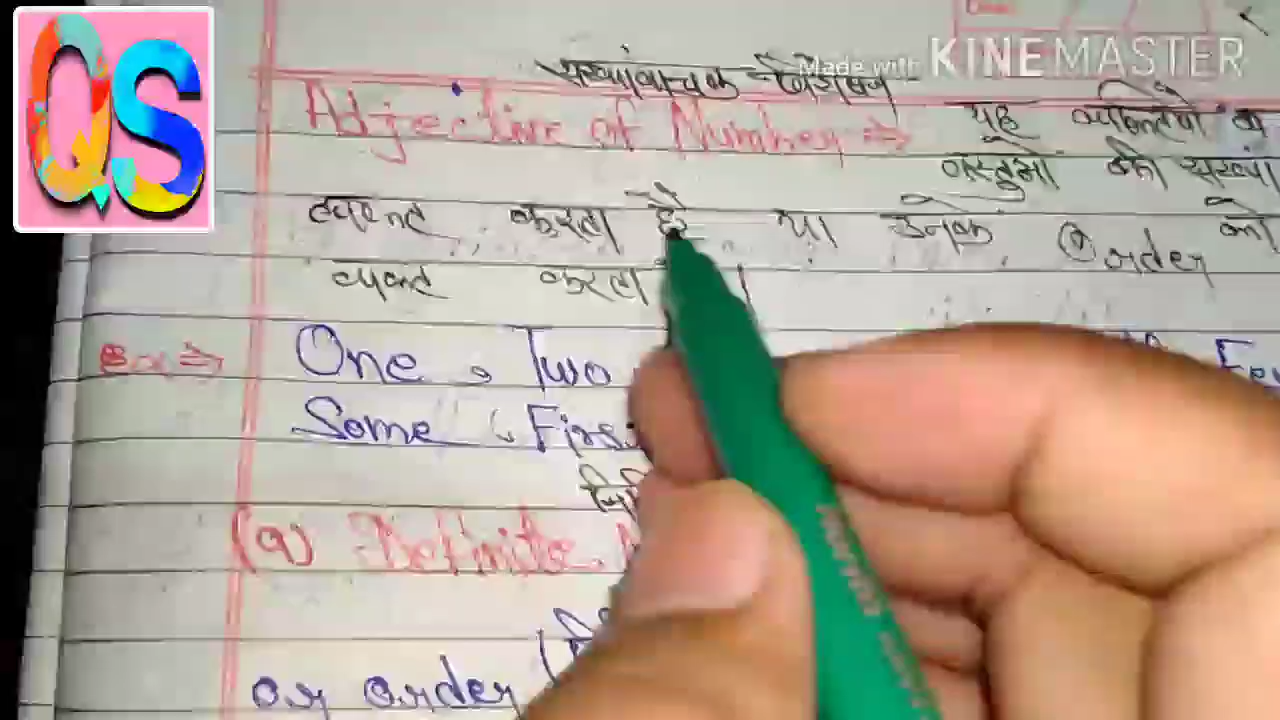 QS
Made with KINEMASTER
संख्यावाचक विशेषण
Adjective of Number ⇒ यह व्यक्तियों व
वस्तुओं की संख्या
व्यक्त करता है या उनके order को
व्यक्त करता
Ex ⇒ One, Two
Some, First
(a) Definite
or order